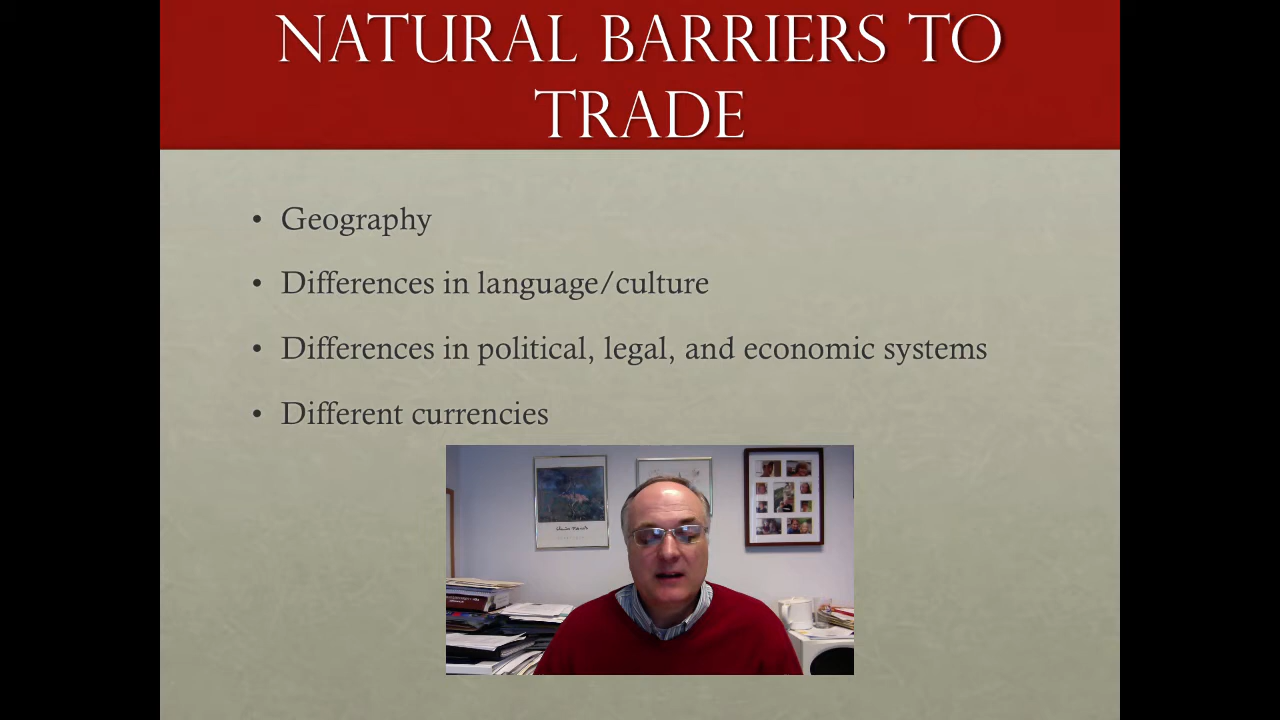 NATURAL BARRIERS TO
TRADE
• Geography
• Differences in language/culture
• Differences in political, legal, and economic systems
• Different currencies